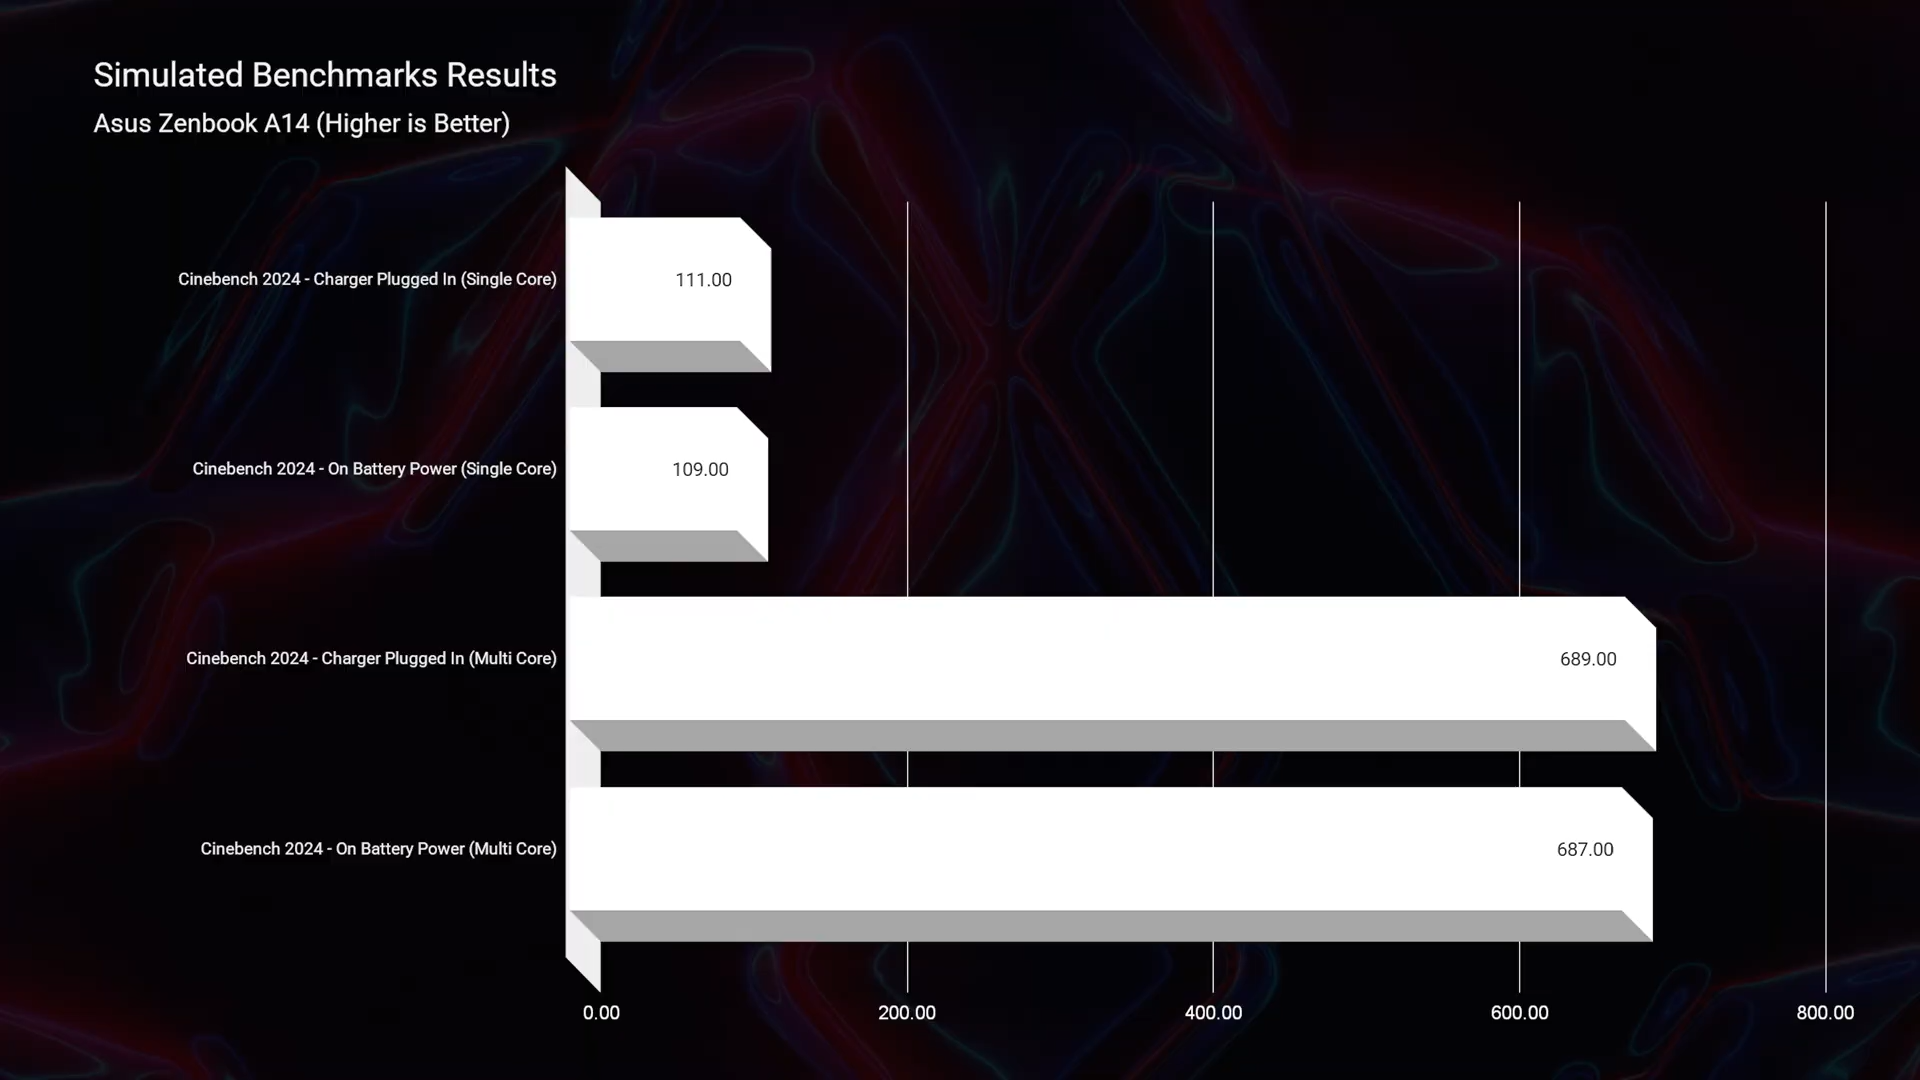 Simulated Benchmarks Results
Asus Zenbook A14 (Higher is Better)
Cinebench 2024 - Charger Plugged In (Single Core)
111.00
Cinebench 2024 - On Battery Power (Single Core)
109.00
Cinebench 2024 - Charger Plugged In (Multi Core)
689.00
Cinebench 2024 - On Battery Power (Multi Core)
687.00
0.00
200.00
400.00
600.00
800.00